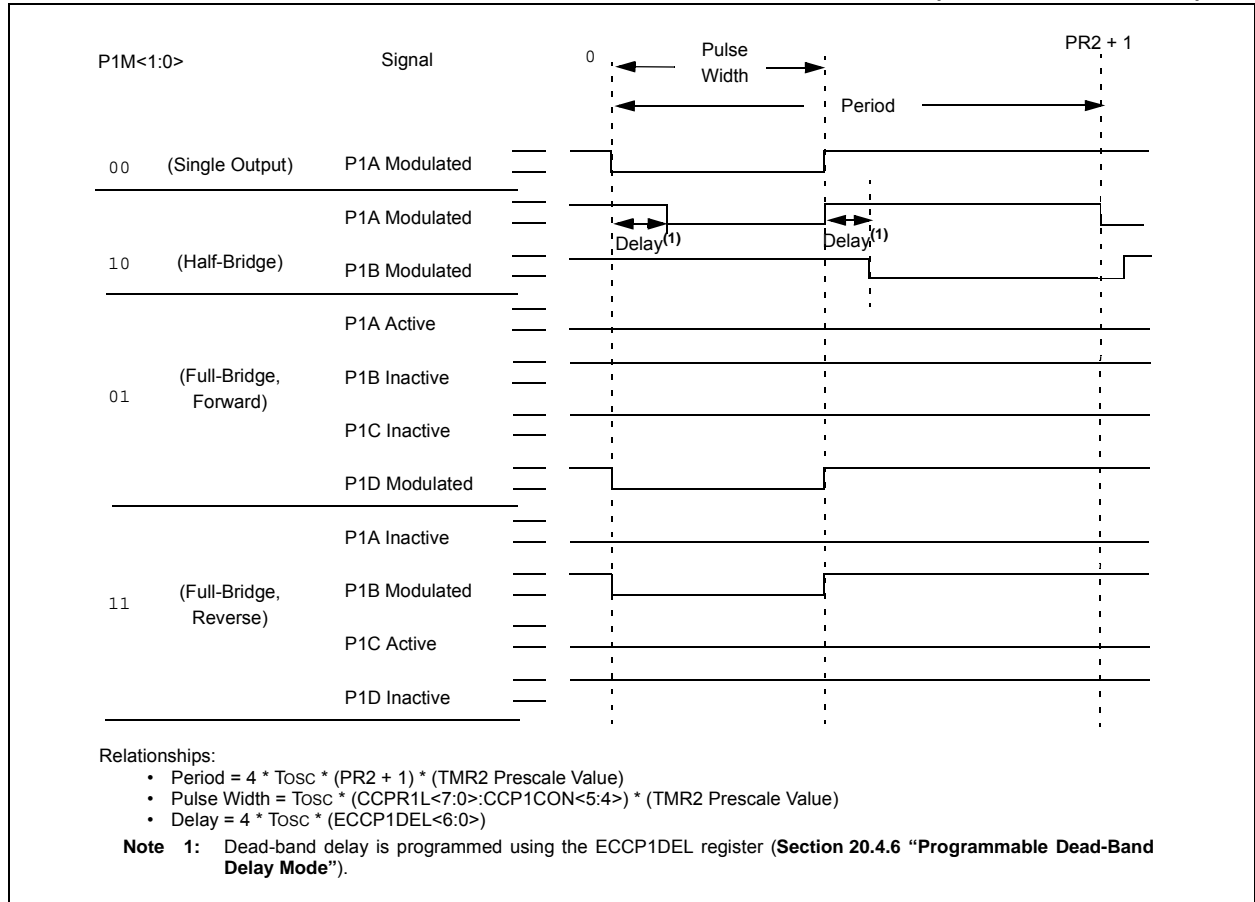 P1M<1:0> Signal 0 Pulse Width PR2 + 1
Period
00 (Single Output) P1A Modulated
P1A Modulated
Delay(1) Delay(1)
10 (Half-Bridge) P1B Modulated
P1A Active
01 (Full-Bridge, Forward) P1B Inactive
P1C Inactive
P1D Modulated
P1A Inactive
11 (Full-Bridge, Reverse) P1B Modulated
P1C Active
P1D Inactive
Relationships:
• Period = 4 * TOSC * (PR2 + 1) * (TMR2 Prescale Value)
• Pulse Width = TOSC * (CCPR1L<7:0>:CCP1CON<5:4>) * (TMR2 Prescale Value)
• Delay = 4 * TOSC * (ECCP1DEL<6:0>)
Note 1: Dead-band delay is programmed using the ECCP1DEL register (Section 20.4.6 “Programmable Dead-Band
Delay Mode”).